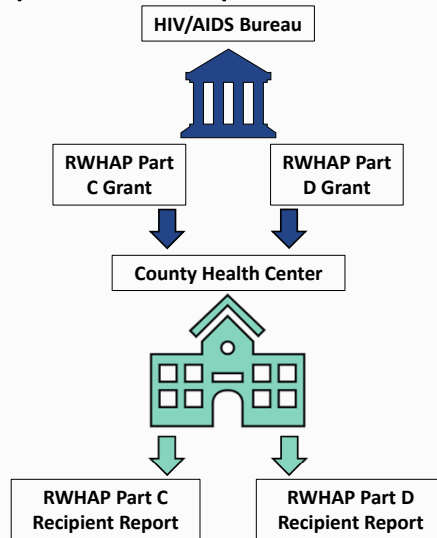 HIV/AIDS Bureau
RWHAP Part
C Grant
RWHAP Part
D Grant
County Health Center
RWHAP Part C
Recipient Report
RWHAP Part D
Recipient Report